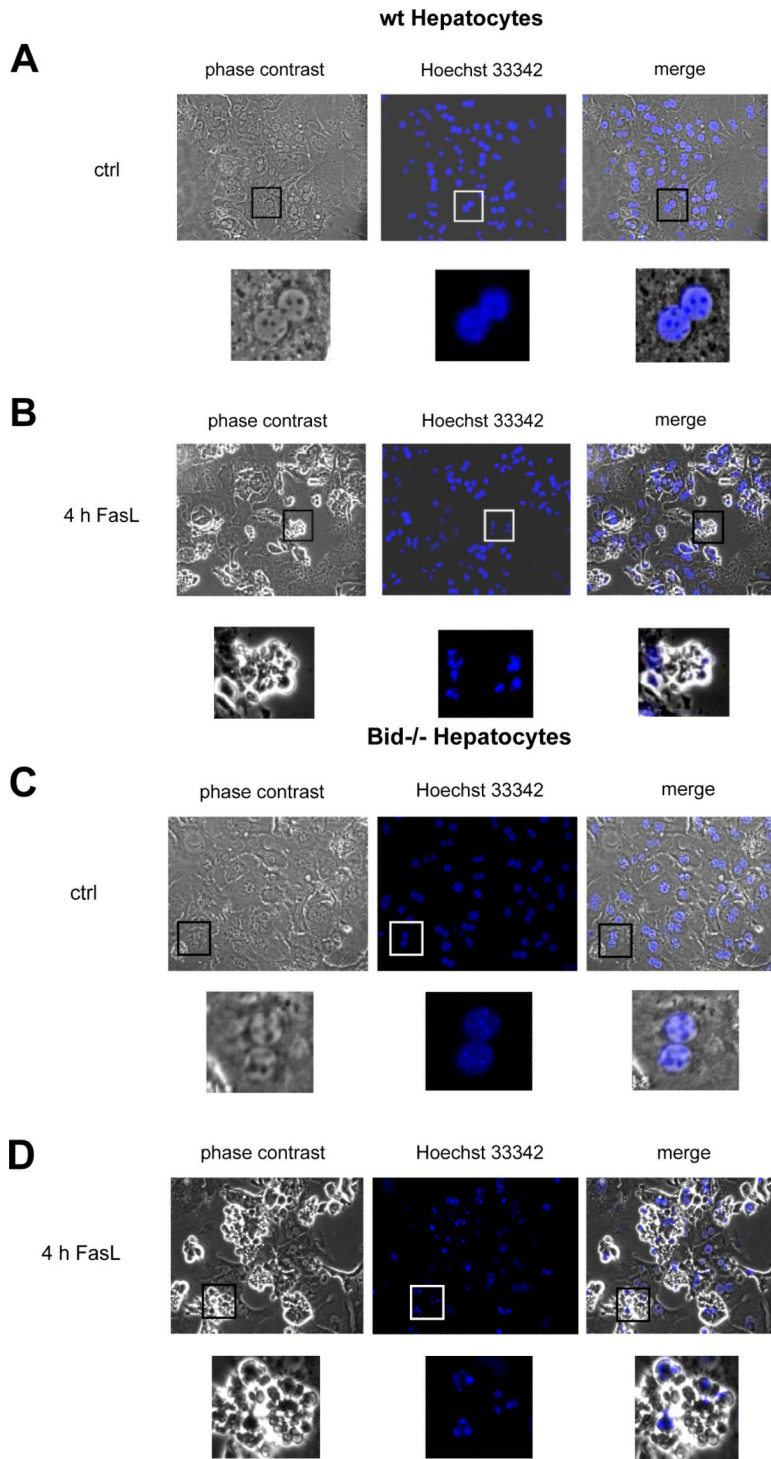 wt Hepatocytes
A
phase contrast Hoechst 33342 merge
ctrl
B
phase contrast Hoechst 33342 merge
4 h FasL
Bid-/- Hepatocytes
C
phase contrast Hoechst 33342 merge
ctrl
D
phase contrast Hoechst 33342 merge
4 h FasL